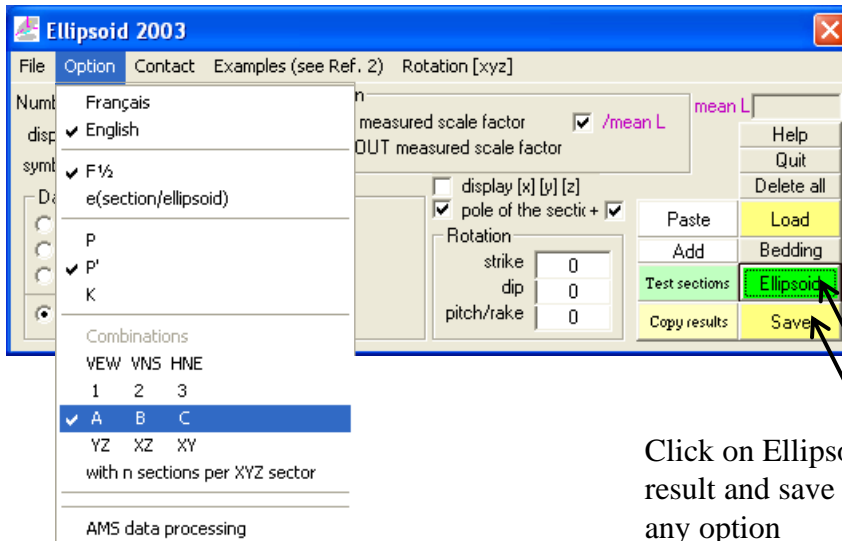 Ellipsoid 2003
File Option Contact Examples (see Ref. 2) Rotation [xyz]
measured scale factor /mean L mean L
OUT measured scale factor
Français
English
F½
e(section/ellipsoid)
P
P'
K
Combinations
VEW VNS HNE
1 2 3
A B C
YZ XZ XY
with n sections per XYZ sector
AMS data processing
display [x] [y] [z]
pole of the sectic +
Rotation
strike 0
dip 0
pitch/rake 0
Help
Quit
Delete all
Paste Load
Add Bedding
Test sections Ellipsoid
Copy results Save
Click on Ellipso
result and save
any option